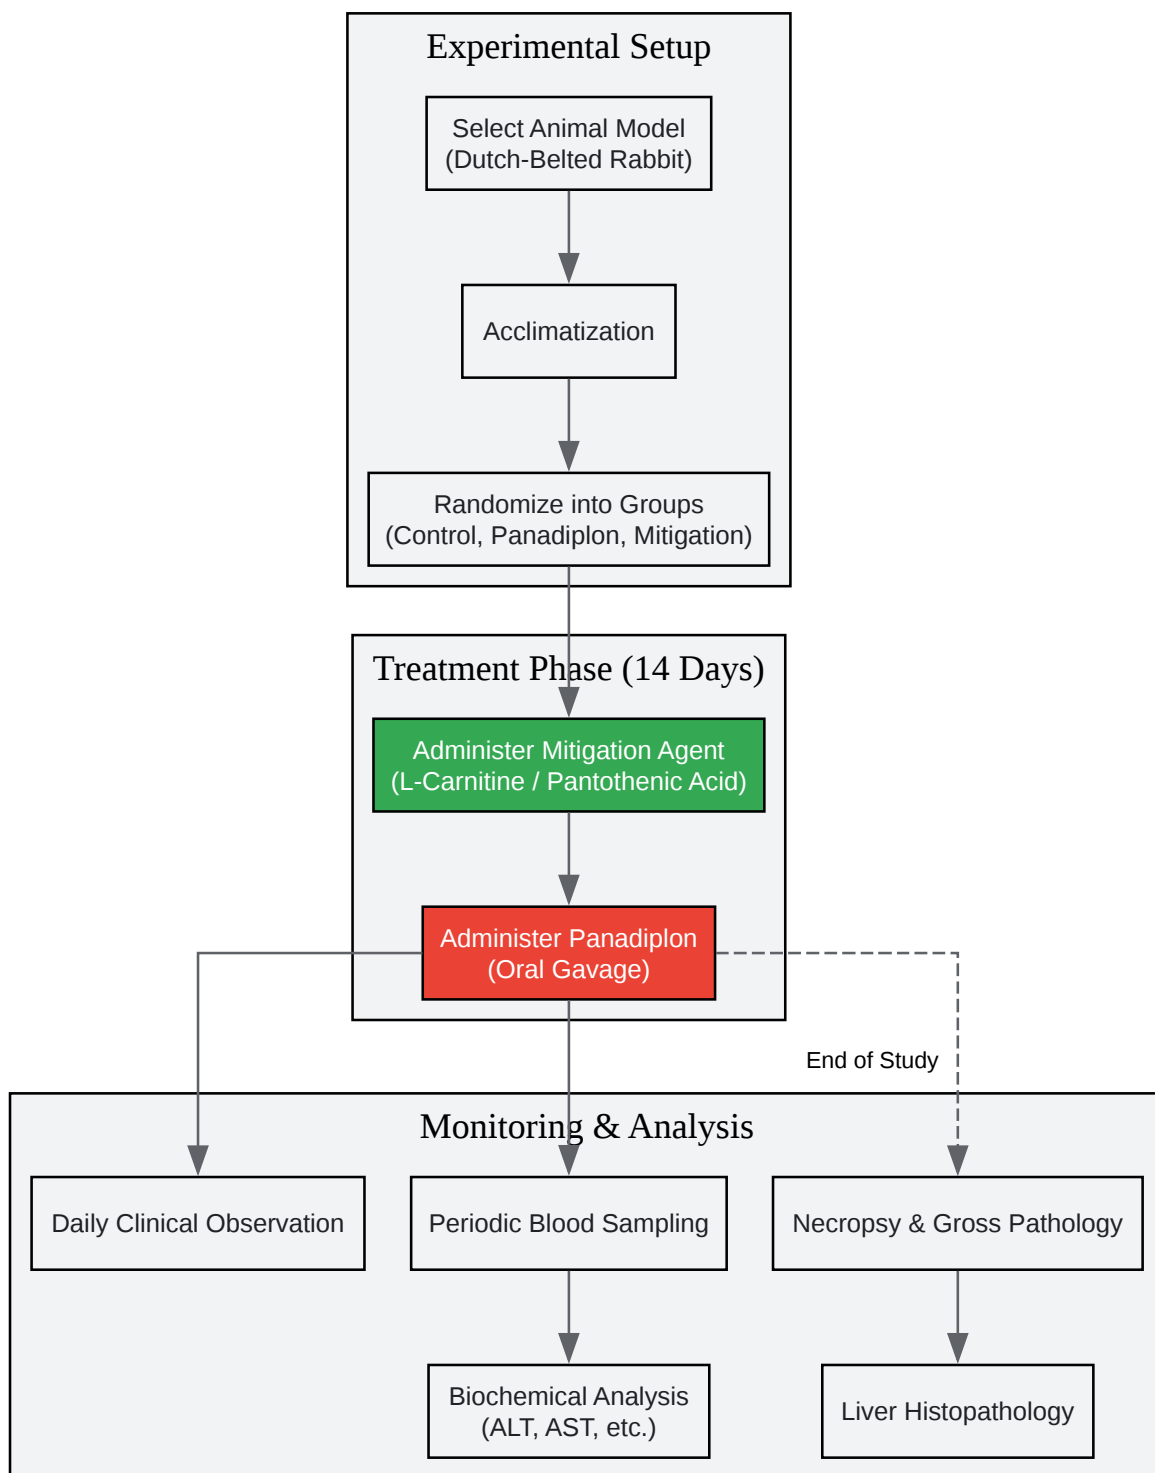 Experimental Setup
Select Animal Model
(Dutch-Belted Rabbit)
Acclimatization
Randomize into Groups
(Control, Panadiplon, Mitigation)
Treatment Phase (14 Days)
Administer Mitigation Agent
(L-Carnitine / Pantothenic Acid)
Administer Panadiplon
(Oral Gavage)
End of Study
Monitoring & Analysis
Daily Clinical Observation
Periodic Blood Sampling
Necropsy & Gross Pathology
Biochemical Analysis
(ALT, AST, etc.)
Liver Histopathology